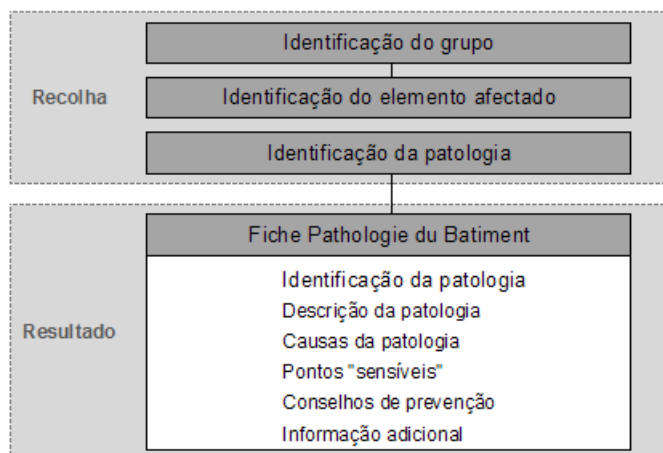 Identificação do grupo
Recolha
Identificação do elemento afectado
Identificação da patologia
Fiche Pathologie du Batiment
Identificação da patologia
Descrição da patologia
Causas da patologia
Resultado
Pontos "sensíveis"
Conselhos de prevenção
Informação adicional